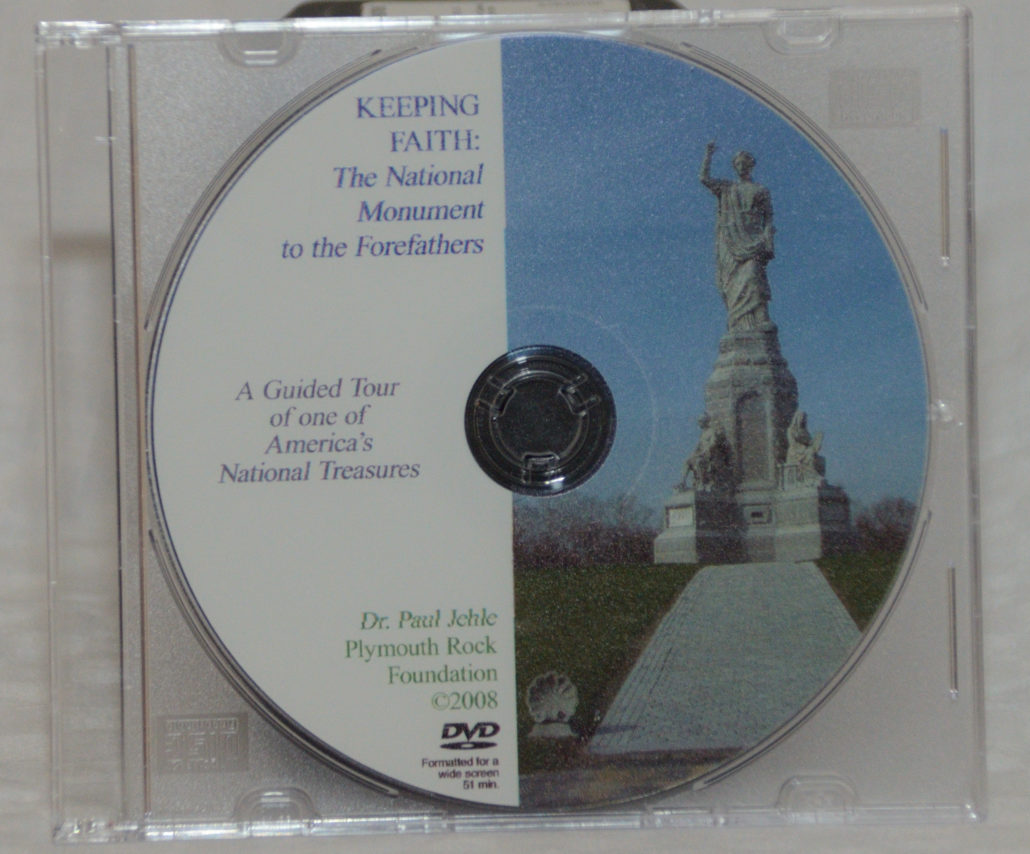 KEEPING
FAITH:
The National
Monument
to the Forefathers
A Guided Tour
of one of
America's
National Treasures
Dr. Paul Jehle
Plymouth Rock
Foundation
©2008
DVD
Formatted for a
wide screen
51 min.